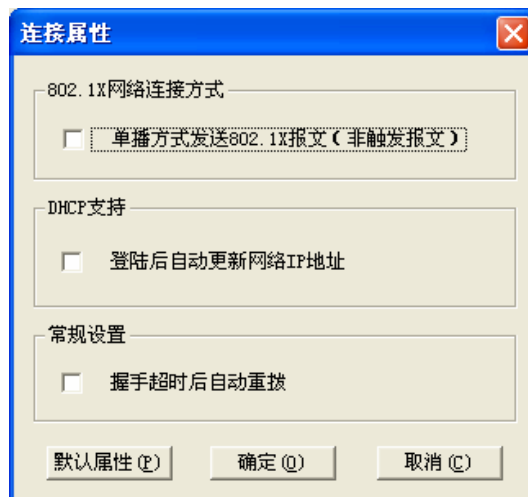 连接属性
802.1X网络连接方式
单播方式发送802.1X报文(非触发报文)
DHCP支持
登陆后自动更新网络IP地址
常规设置
握手超时后自动重拨
默认属性(P) 确定(O) 取消(C)